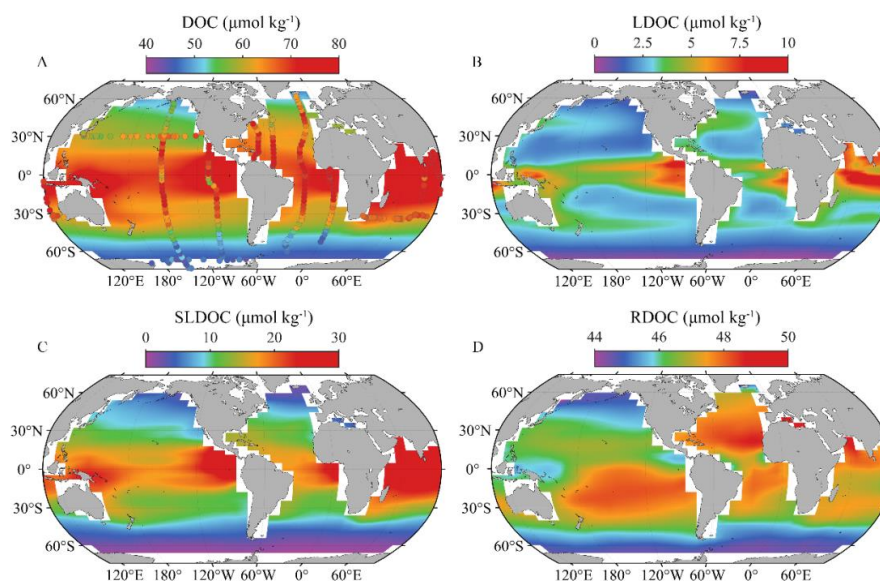 DOC (μmol kg⁻¹)
40 50 60 70 80
A
60°N
30°N
0°
30°S
60°S
120°E 180°W 120°W 60°W 0° 60°E
LDOC (μmol kg⁻¹)
0 2.5 5 7.5 10
B
60°N
30°N
0°
30°S
60°S
120°E 180°W 120°W 60°W 0° 60°E
SLDOC (μmol kg⁻¹)
0 10 20 30
C
60°N
30°N
0°
30°S
60°S
120°E 180°W 120°W 60°W 0° 60°E
RDOC (μmol kg⁻¹)
44 46 48 50
D
60°N
30°N
0°
30°S
60°S
120°E 180°W 120°W 60°W 0° 60°E